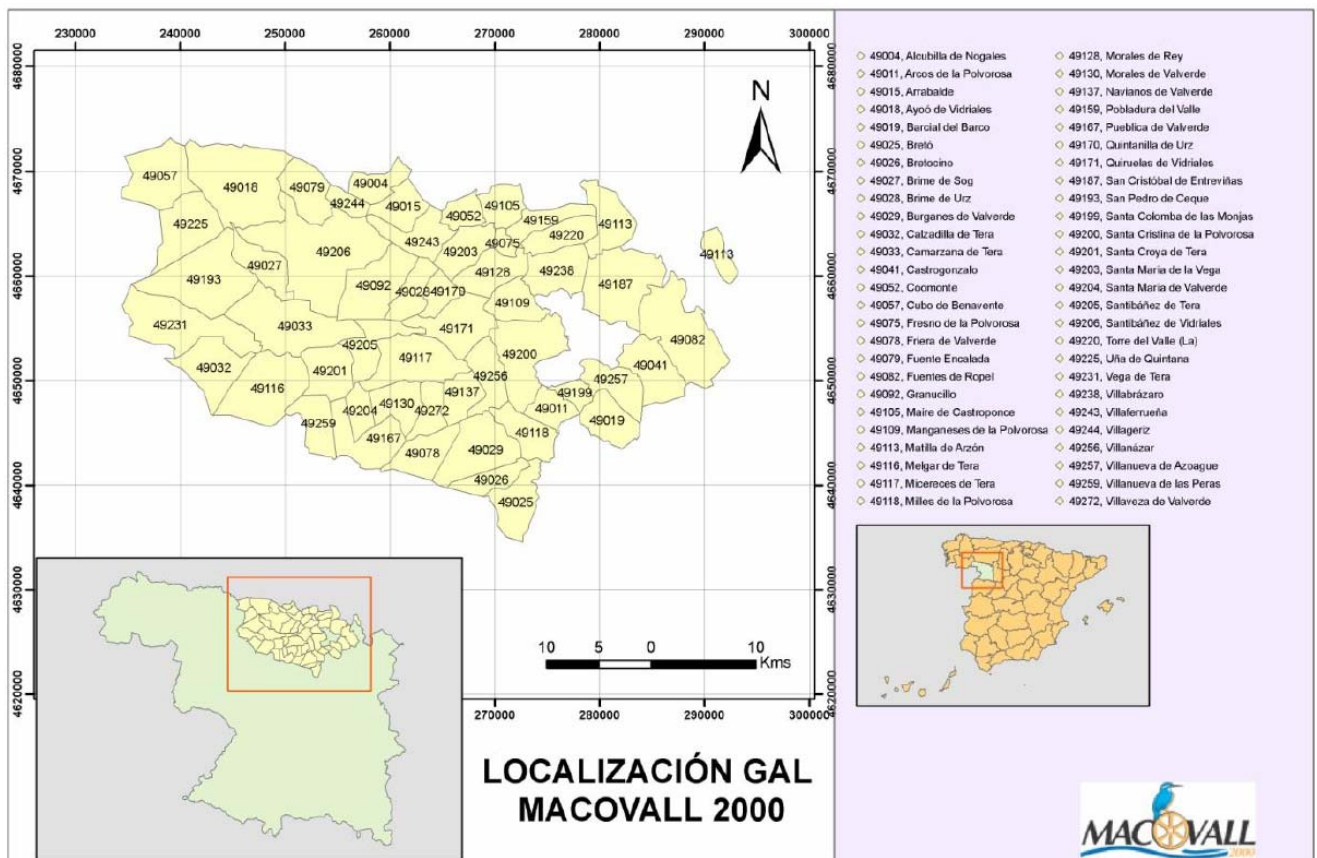 230000 240000 250000 260000 270000 280000 290000 300000
4680000
4670000
4660000
4650000
4640000
4630000
4620000
N
49057
49018
49079
49004
49244
49015
49052
49105
49159
49113
49225
49243
49203
49075
49220
49113
49206
49027
49193
49092
49028
49170
49128
49238
49187
49109
49231
49033
49205
49171
49082
49032
49116
49201
49117
49200
49256
49041
49257
49199
49137
49204
49130
49272
49011
49019
49259
49167
49118
49078
49029
49026
49025
10 5 0 10
Kms
4680000
4670000
4660000
4650000
4640000
4630000
4620000
270000 280000 290000 300000
LOCALIZACIÓN GAL
MACOVALL 2000
49004, Alcubilla de Nogales
49011, Arcos de la Polvorosa
49015, Arrabalde
49018, Ayoó de Vidriales
49019, Barcial del Barco
49025, Bretó
49026, Bretocino
49027, Brime de Sog
49028, Brime de Urz
49029, Burganes de Valverde
49032, Calzadilla de Tera
49033, Camarzana de Tera
49041, Castrogonzalo
49052, Coomonte
49057, Cubo de Benavente
49075, Fresno de la Polvorosa
49078, Friera de Valverde
49079, Fuente Encalada
49082, Fuentes de Ropel
49092, Granucillo
49105, Maire de Castroponce
49109, Manganeses de la Polvorosa
49113, Matilla de Arzón
49116, Melgar de Tera
49117, Micereces de Tera
49118, Milles de la Polvorosa
49128, Morales de Rey
49130, Morales de Valverde
49137, Navianos de Valverde
49159, Pobladura del Valle
49167, Pueblica de Valverde
49170, Quintanilla de Urz
49171, Quiruelas de Vidriales
49187, San Cristóbal de Entreviñas
49193, San Pedro de Ceque
49199, Santa Colomba de las Monjas
49200, Santa Cristina de la Polvorosa
49201, Santa Croya de Tera
49203, Santa María de la Vega
49204, Santa María de Valverde
49205, Santibáñez de Tera
49206, Santibáñez de Vidriales
49220, Torre del Valle (La)
49225, Uña de Quintana
49231, Vega de Tera
49238, Villabrázaro
49243, Villaferrueña
49244, Villageriz
49256, Villanázar
49257, Villanueva de Azoague
49259, Villanueva de las Peras
49272, Villaveza de Valverde
MACOVALL
2000